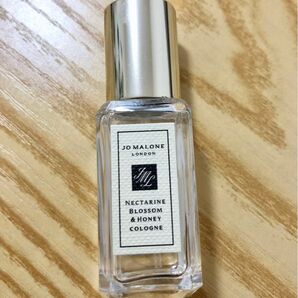 JO MALONE
LONDON
JML
NECTARINE
BLOSSOM
& HONEY
COLOGNE